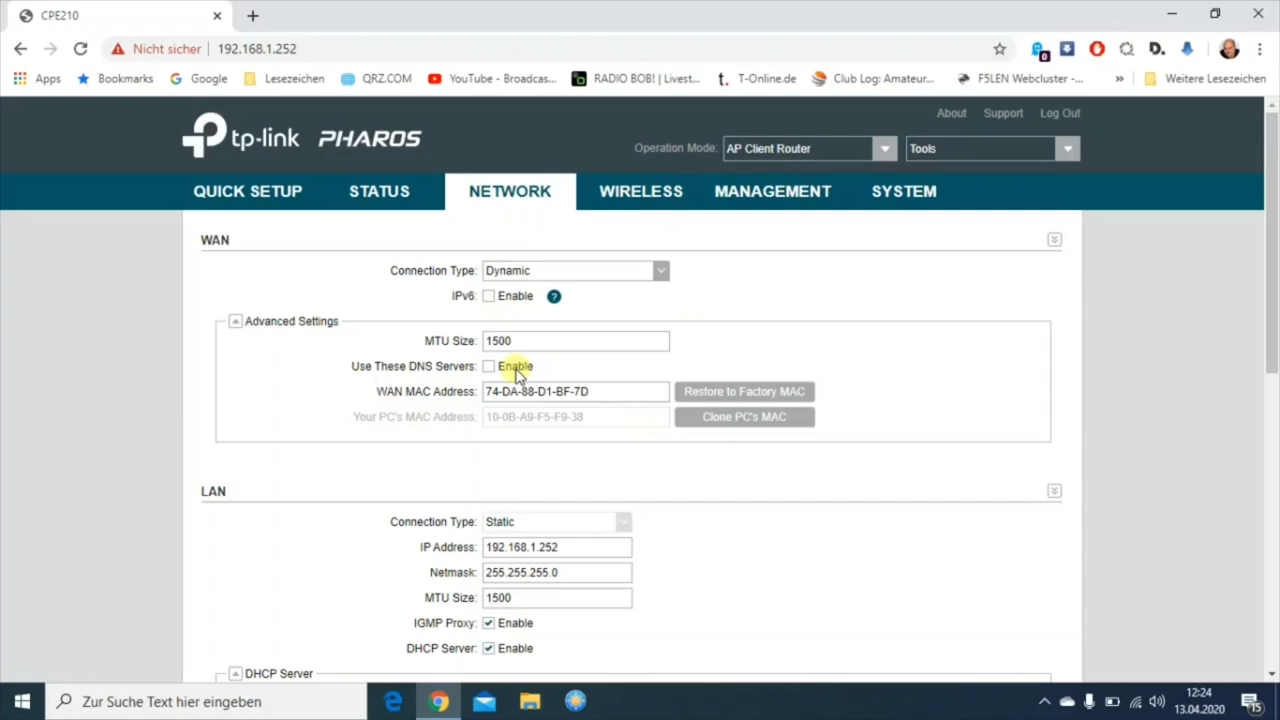 CPE210
Nicht sicher 192.168.1.252
0
D.
Apps Bookmarks Google Lesezeichen QRZ.COM YouTube - Broadcas... RADIO BOB! | Livest... T-Online.de Club Log: Amateur... F5LEN Webcluster -... » Weitere Lesezeichen
About Support Log Out
tp-link PHAROS
Operation Mode: AP Client Router Tools
QUICK SETUP STATUS NETWORK WIRELESS MANAGEMENT SYSTEM
WAN
Connection Type: Dynamic
IPv6: Enable ?
Advanced Settings
MTU Size: 1500
Use These DNS Servers: Enable
WAN MAC Address: 74-DA-88-D1-BF-7D Restore to Factory MAC
Your PC's MAC Address: 10-0B-A9-F5-F9-38 Clone PC's MAC
LAN
Connection Type: Static
IP Address: 192.168.1.252
Netmask: 255.255.255.0
MTU Size: 1500
IGMP Proxy: Enable
DHCP Server: Enable
DHCP Server
Zur Suche Text hier eingeben
12:24
13.04.2020
15